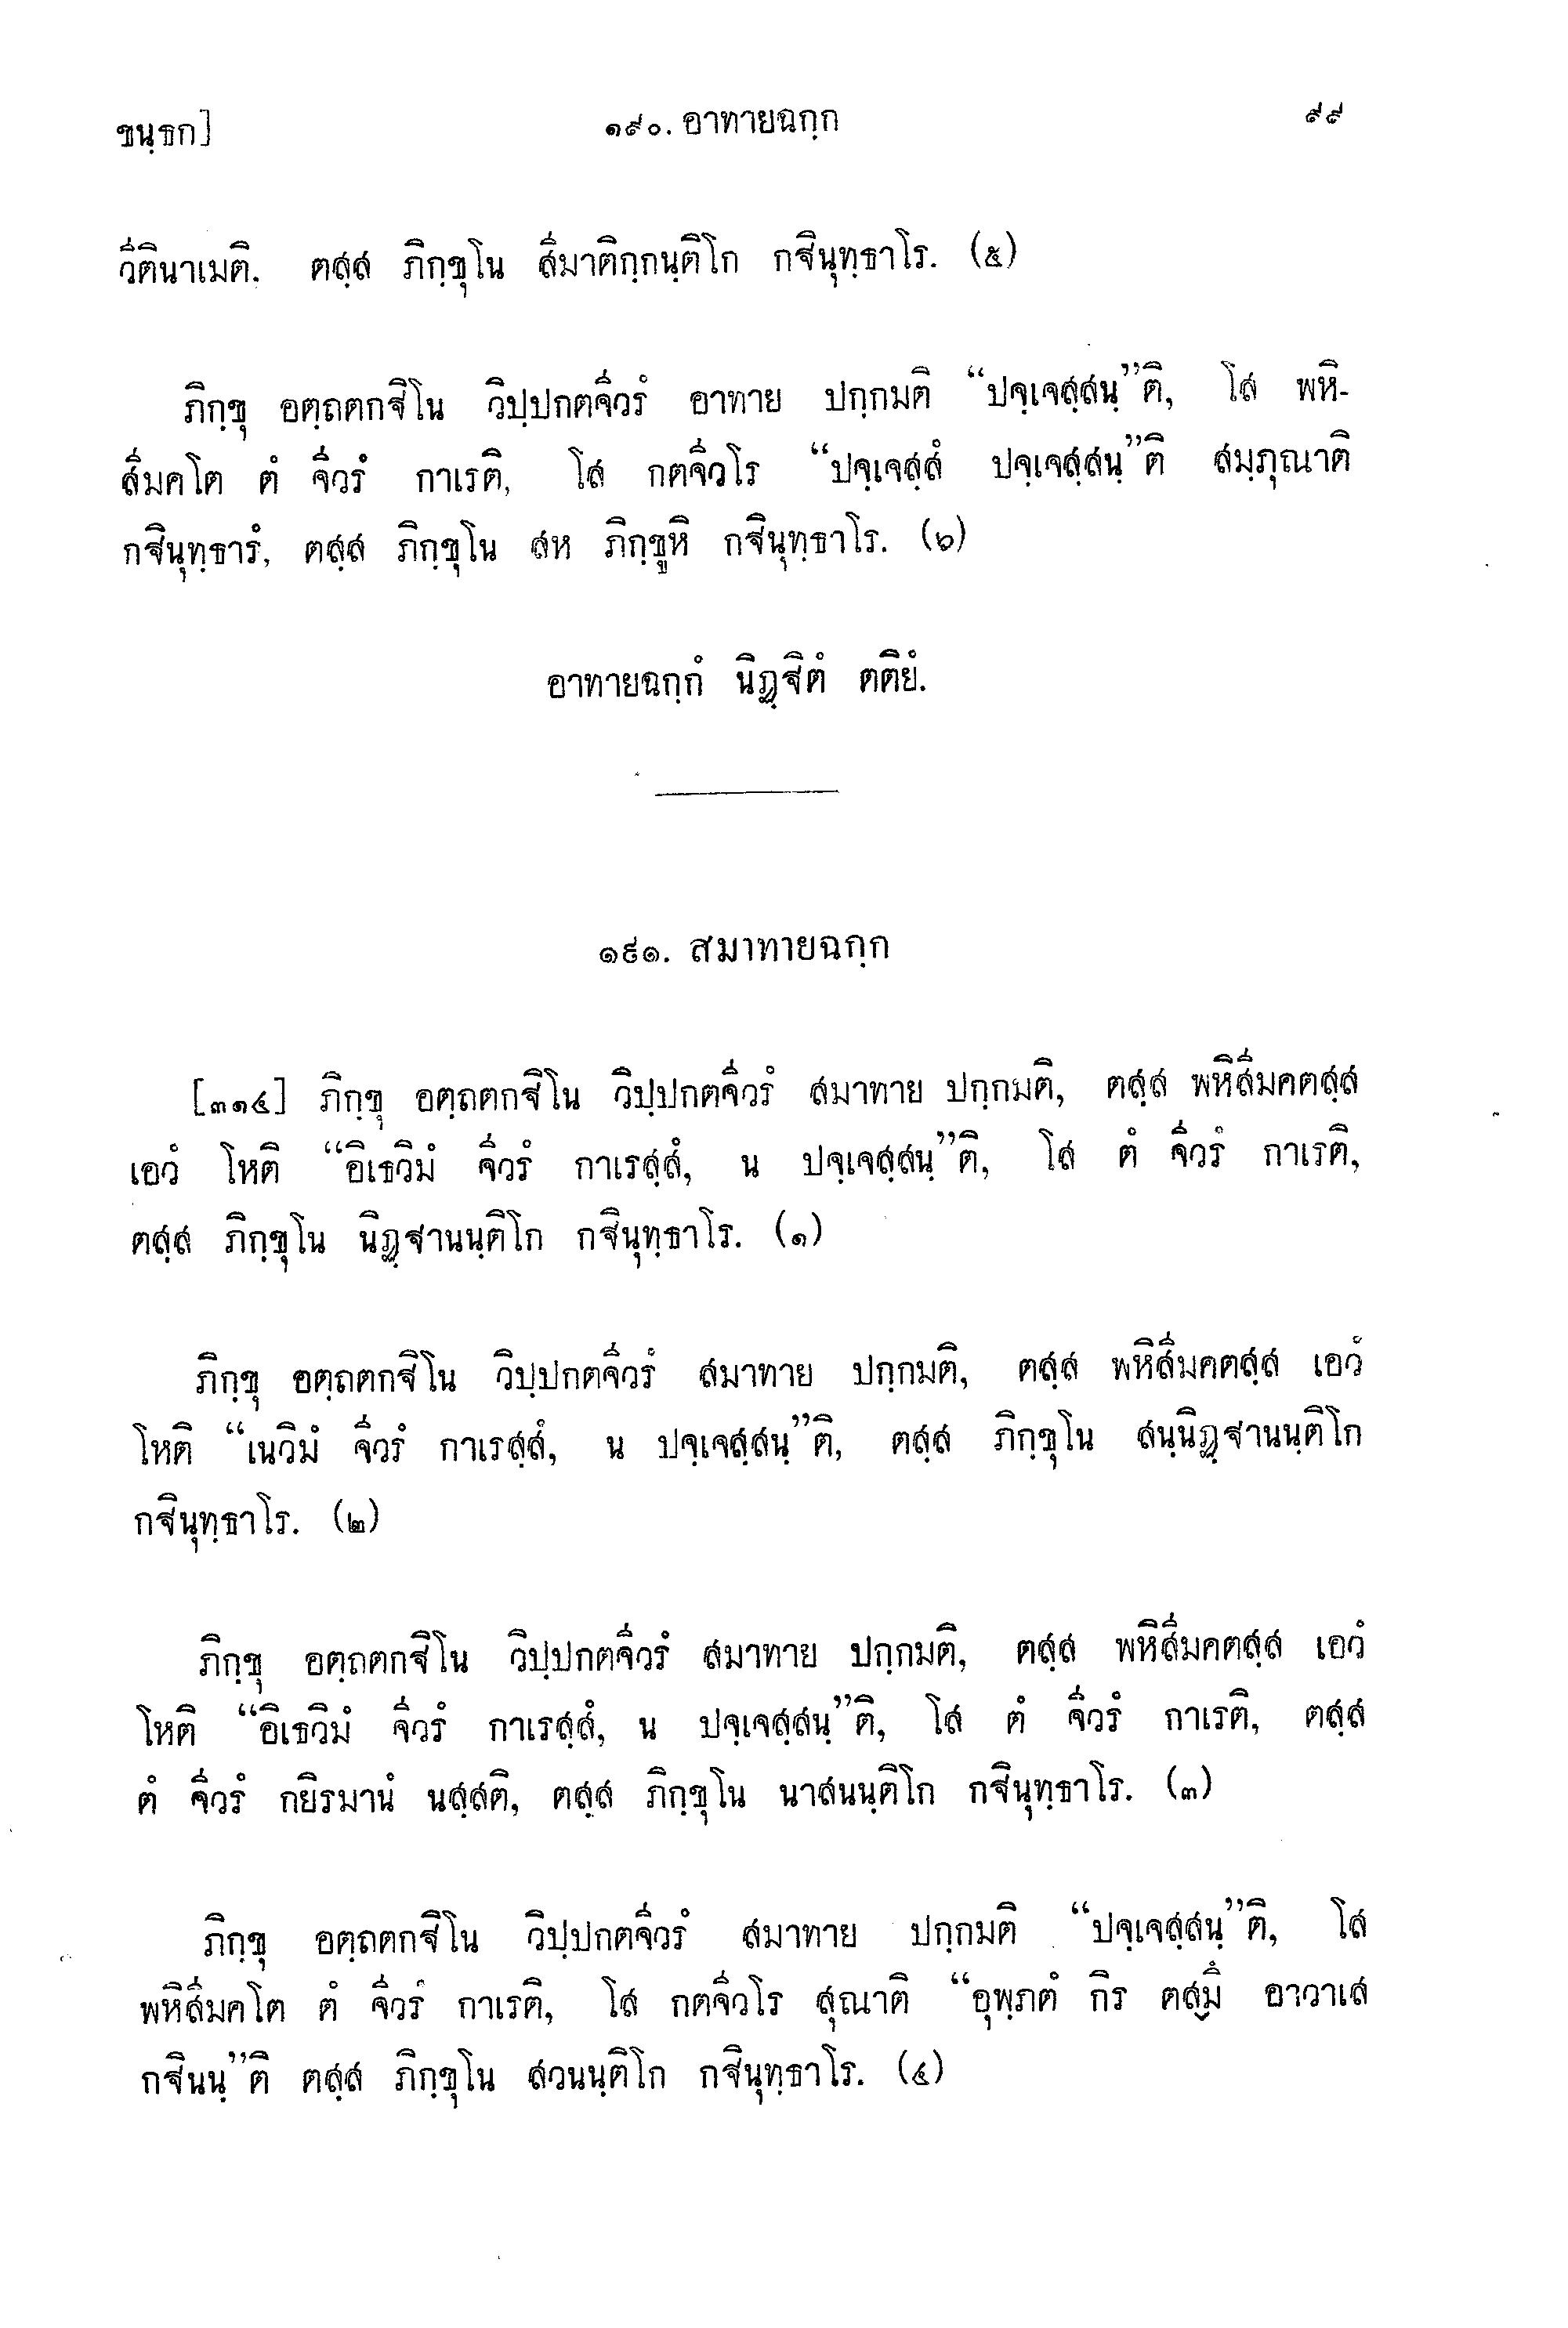 ขนฺธก]
๑๙๐. อาทายฉกฺก
๙๙
วีตินาเมติ. ตสฺส ภิกฺขุโน สีมาติกฺกนฺติโก กฐินุทฺธาโร. (๕)
ภิกฺขุ อตฺถตกฐิโน วิปฺปกตจีวรํ อาทาย ปกฺกมติ “ปจฺเจสฺสนฺ”ติ, โส พหิ-
สีมคโต ตํ จีวรํ กาเรติ, โส กตจีวโร “ปจฺเจสฺสํ ปจฺเจสฺสนฺ”ติ สมฺภุณาติ
กฐินุทฺธารํ, ตสฺส ภิกฺขุโน สห ภิกฺขูหิ กฐินุทฺธาโร. (๖)
อาทายฉกฺกํ นิฏฺฐิตํ ตติยํ.
๑๙๑. สมาทายฉกฺก
[๓๑๔] ภิกฺขุ อตฺถตกฐิโน วิปฺปกตจีวรํ สมาทาย ปกฺกมติ, ตสฺส พหิสีมคตสฺส
เอวํ โหติ “อิเธวิมํ จีวรํ กาเรสฺสํ, น ปจฺเจสฺสนฺ”ติ, โส ตํ จีวรํ กาเรติ,
ตสฺส ภิกฺขุโน นิฏฺฐานนฺติโก กฐินุทฺธาโร. (๑)
ภิกฺขุ อตฺถตกฐิโน วิปฺปกตจีวรํ สมาทาย ปกฺกมติ, ตสฺส พหิสีมคตสฺส เอวํ
โหติ “เนวิมํ จีวรํ กาเรสฺสํ, น ปจฺเจสฺสนฺ”ติ, ตสฺส ภิกฺขุโน สนฺนิฏฺฐานนฺติโก
กฐินุทฺธาโร. (๒)
ภิกฺขุ อตฺถตกฐิโน วิปฺปกตจีวรํ สมาทาย ปกฺกมติ, ตสฺส พหิสีมคตสฺส เอวํ
โหติ “อิเธวิมํ จีวรํ กาเรสฺสํ, น ปจฺเจสฺสนฺ”ติ, โส ตํ จีวรํ กาเรติ, ตสฺส
ตํ จีวรํ กยิรมานํ นสฺสติ, ตสฺส ภิกฺขุโน นาสนนฺติโก กฐินุทฺธาโร. (๓)
ภิกฺขุ อตฺถตกฐิโน วิปฺปกตจีวรํ สมาทาย ปกฺกมติ “ปจฺเจสฺสนฺ”ติ, โส
พหิสีมคโต ตํ จีวรํ กาเรติ, โส กตจีวโร สุณาติ “อุพฺภตํ กิร ตสฺมึ อาวาเส
กฐินนฺ”ติ ตสฺส ภิกฺขุโน สวนนฺติโก กฐินุทฺธาโร. (๔)